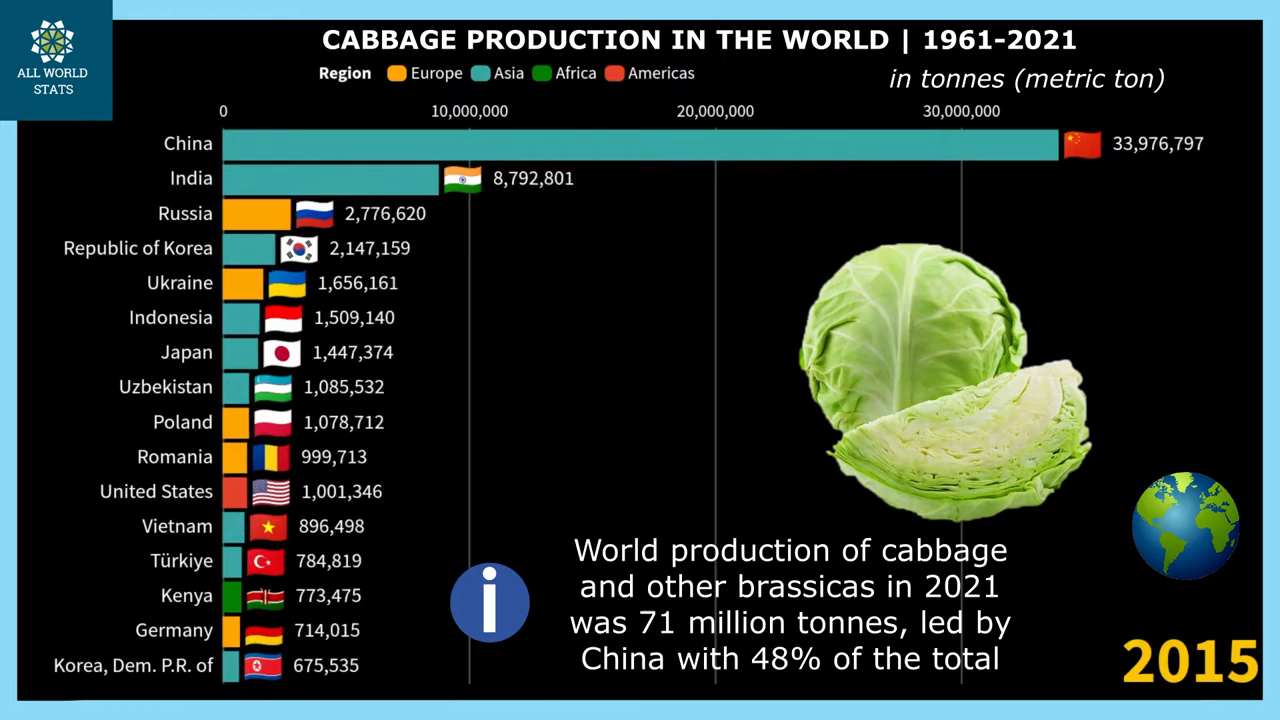 ALL WORLD
STATS
CABBAGE PRODUCTION IN THE WORLD | 1961-2021
Region Europe Asia Africa Americas
in tonnes (metric ton)
0 10,000,000 20,000,000 30,000,000
China 33,976,797
India 8,792,801
Russia 2,776,620
Republic of Korea 2,147,159
Ukraine 1,656,161
Indonesia 1,509,140
Japan 1,447,374
Uzbekistan 1,085,532
Poland 1,078,712
Romania 999,713
United States 1,001,346
Vietnam 896,498
Türkiye 784,819
Kenya 773,475
Germany 714,015
Korea, Dem. P.R. of 675,535
i
World production of cabbage
and other brassicas in 2021
was 71 million tonnes, led by
China with 48% of the total
2015